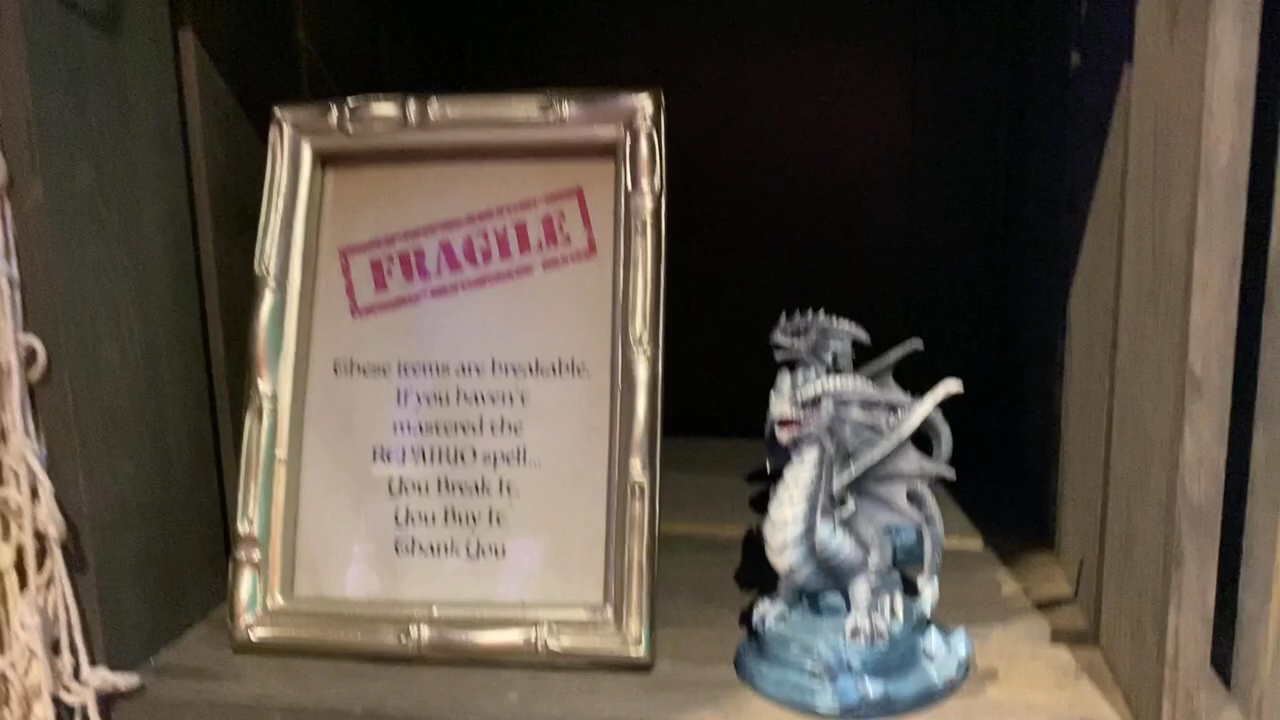 FRAGILE
These items are breakable.
If you haven't
mastered the
REPAIRIO spell...
You Break It,
You Buy It.
Thank You